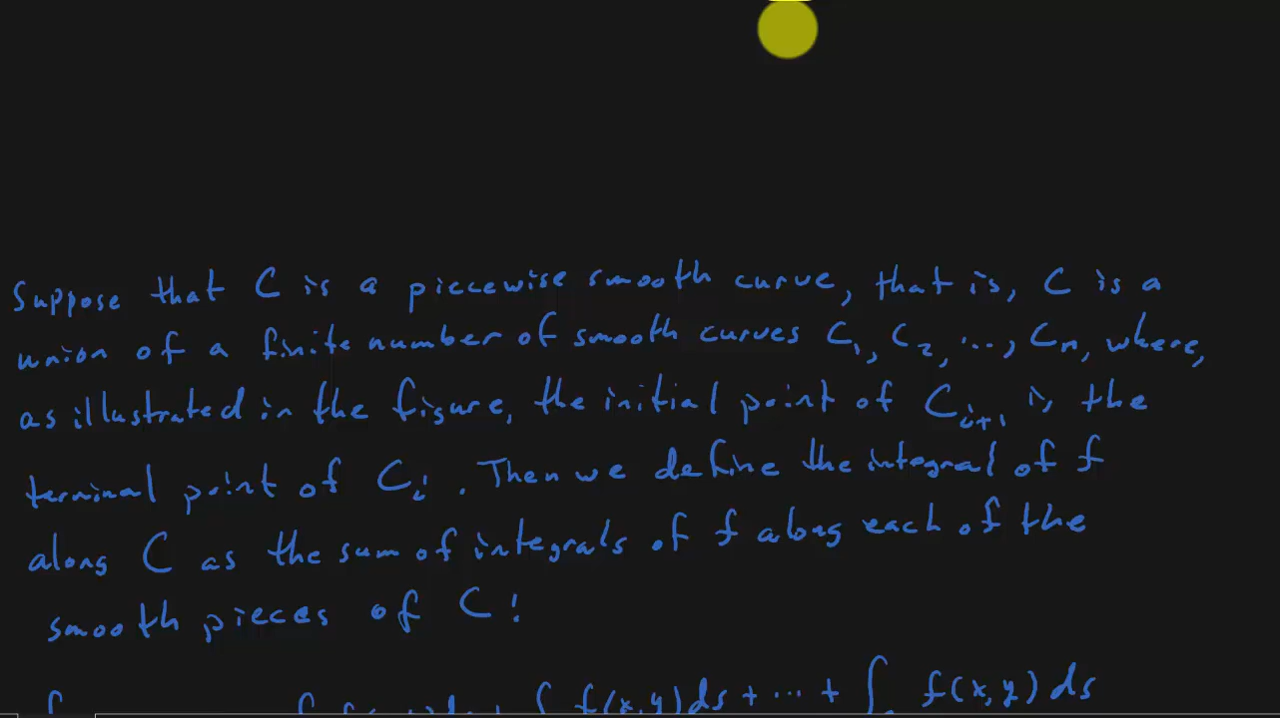 Suppose that C is a piecewise smooth curve, that is, C is a
union of a finite number of smooth curves C₁, C₂, ..., Cₙ, where,
as illustrated in the figure, the initial point of Cᵢ₊₁ is the
terminal point of Cᵢ. Then we define the integral of f
along C as the sum of integrals of f along each of the
smooth pieces of C:
∫ ∫ + ∫ f(x,y) ds + ... + ∫ f(x,y) ds